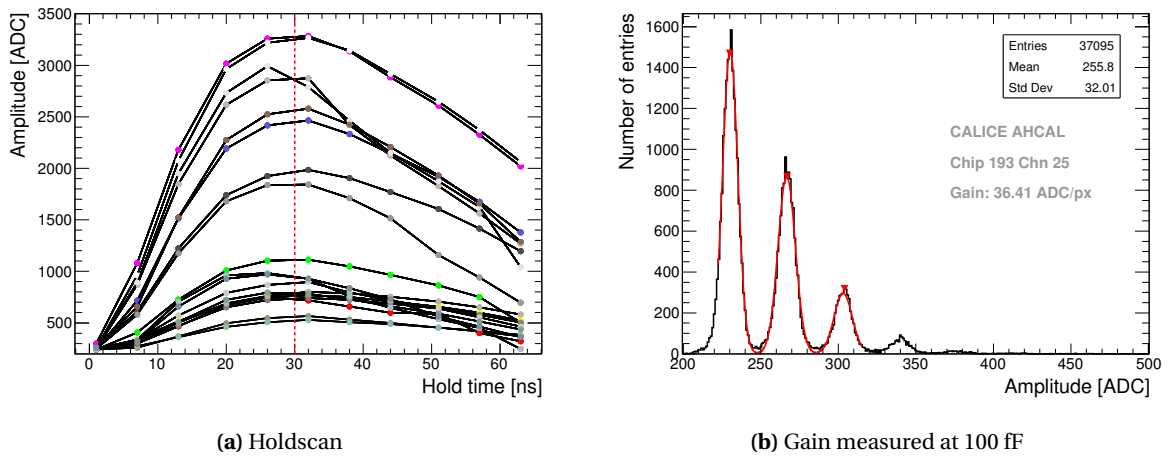 Amplitude [ADC]
3500
3000
2500
2000
1500
1000
500
0 10 20 30 40 50 60
Hold time [ns]
(a) Holdscan
Number of entries
1600
1400
1200
1000
800
600
400
200
0
200 250 300 350 400 450 500
Amplitude [ADC]
Entries 37095
Mean 255.8
Std Dev 32.01
CALICE AHCAL
Chip 193 Chn 25
Gain: 36.41 ADC/px
(b) Gain measured at 100 fF